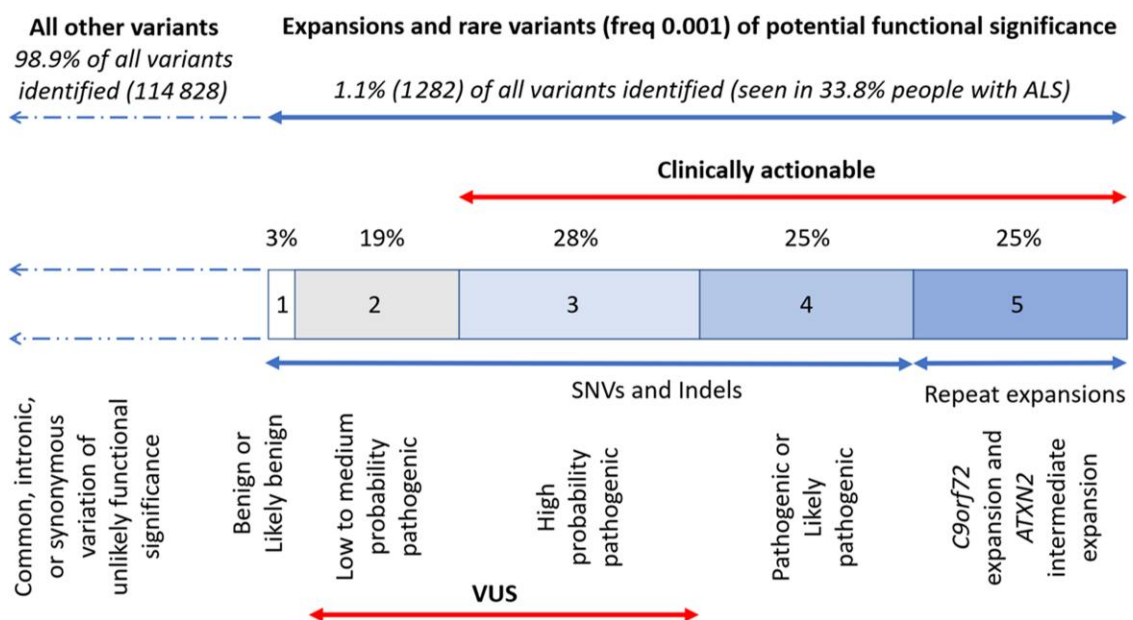 All other variants
98.9% of all variants
identified (114 828)
Expansions and rare variants (freq 0.001) of potential functional significance
1.1% (1282) of all variants identified (seen in 33.8% people with ALS)
Clinically actionable
3%
19%
28%
25%
25%
1
2
3
4
5
SNVs and Indels
Repeat expansions
Common, intronic,
or synonymous
variation of
unlikely functional
significance
Benign or
Likely benign
Low to medium
probability
pathogenic
High
probability
pathogenic
Pathogenic or
Likely
pathogenic
C9orf72
expansion and
ATXN2
intermediate
expansion
VUS